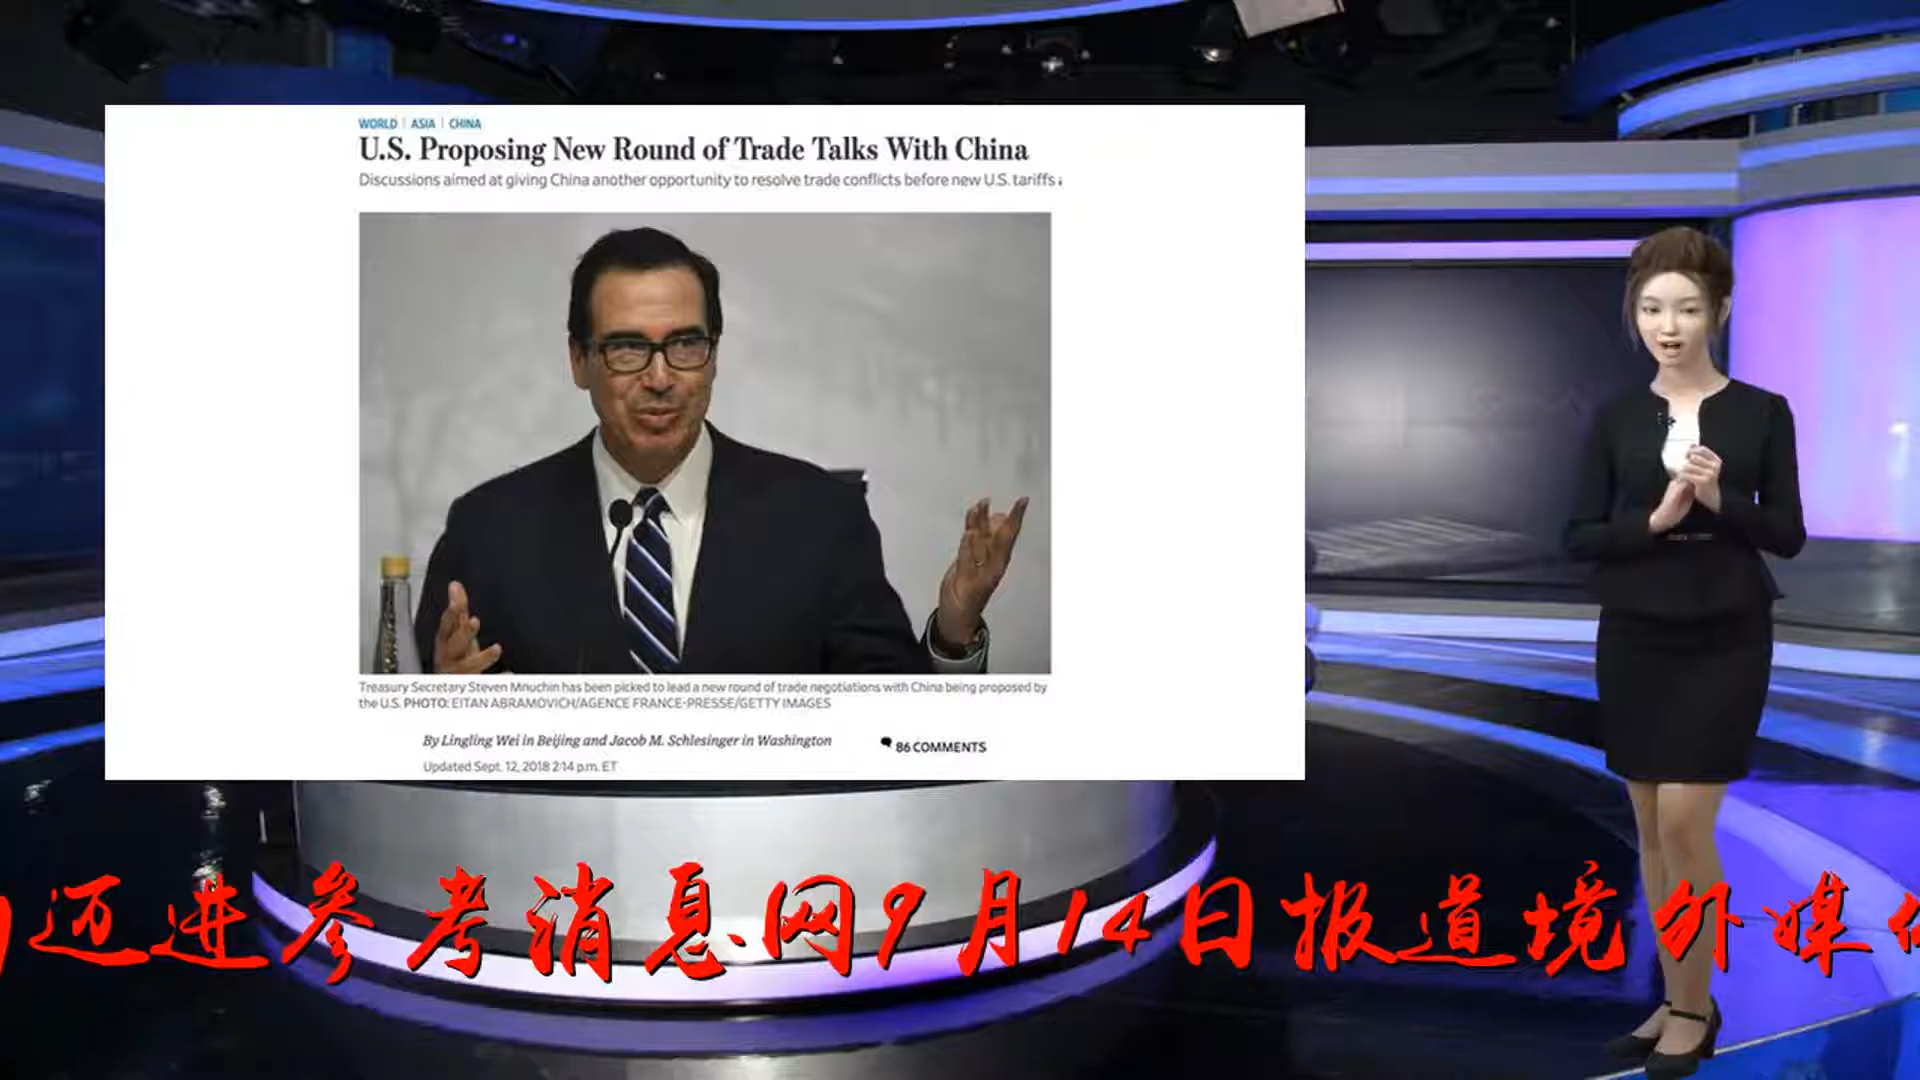 WORLD | ASIA | CHINA
U.S. Proposing New Round of Trade Talks With China
Discussions aimed at giving China another opportunity to resolve trade conflicts before new U.S. tariffs
Treasury Secretary Steven Mnuchin has been picked to lead a new round of trade negotiations with China being proposed by
the U.S. PHOTO: EITAN ABRAMOVICH/AGENCE FRANCE-PRESSE/GETTY IMAGES
By Lingling Wei in Beijing and Jacob M. Schlesinger in Washington
86 COMMENTS
Updated Sept. 12, 2018 2:14 p.m. ET
迈进参考消息网9月14日报道境外媒